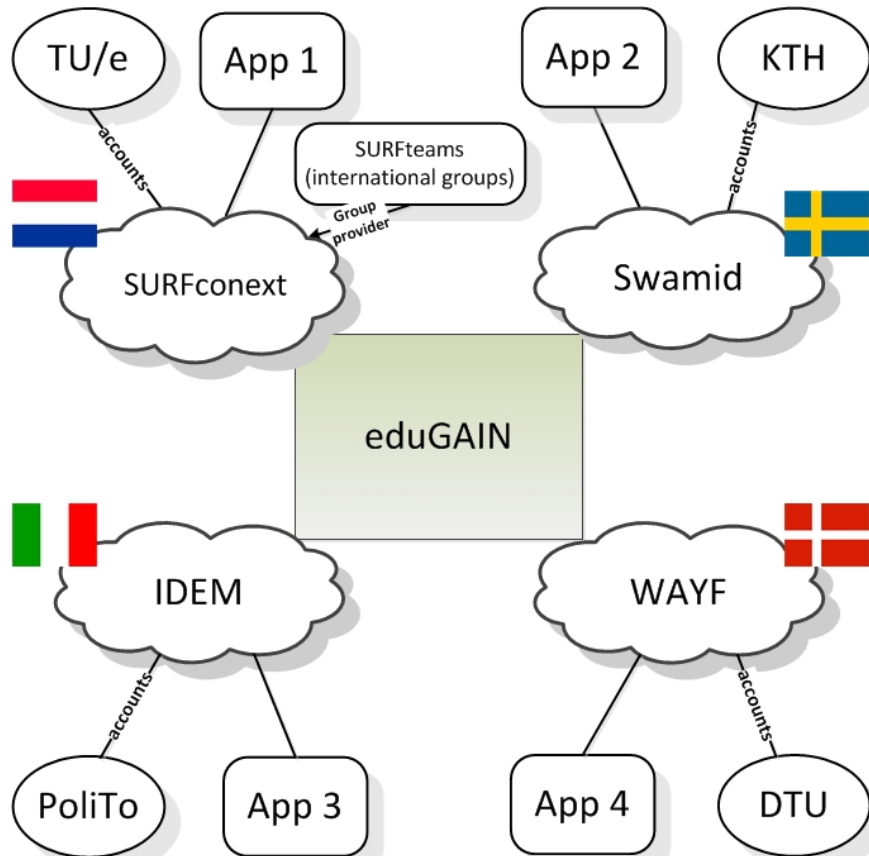 TU/e
App 1
App 2
KTH
accounts
accounts
SURFteams
(international groups)
Group
provider
SURFconext
Swamid
eduGAIN
IDEM
WAYF
accounts
accounts
PoliTo
App 3
App 4
DTU